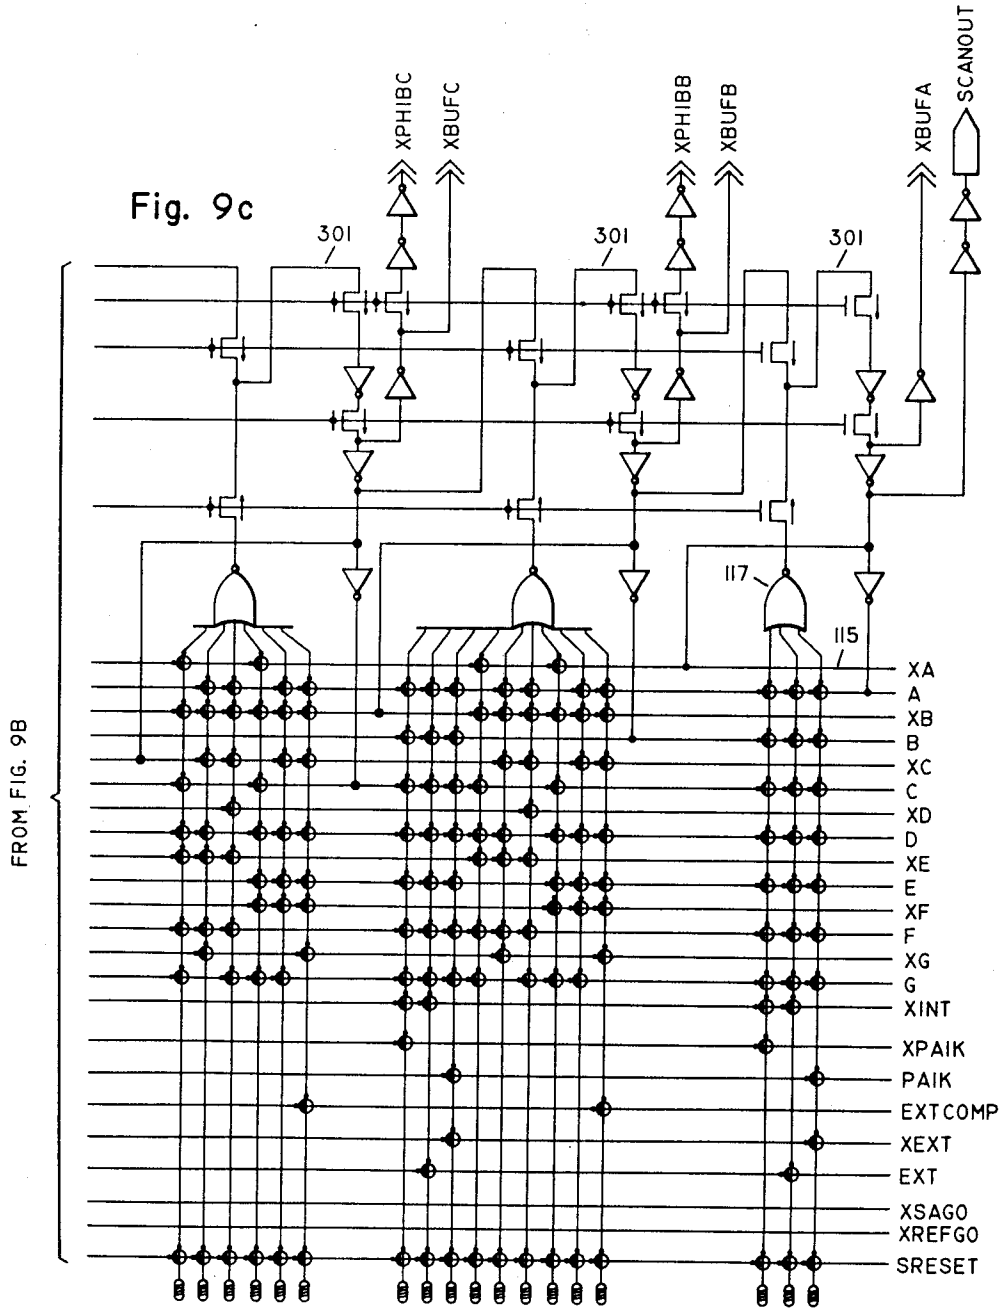 SCANOUT
XPHIBC
XBUFC
XPHIBB
XBUFB
XBUFA
Fig. 9c
301
301
301
117
115
XA
A
XB
B
XC
C
XD
D
XE
E
XF
F
XG
G
XINT
XPAIK
PAIK
EXTCOMP
XEXT
EXT
XSAGO
XREFGO
SRESET
FROM FIG. 9B